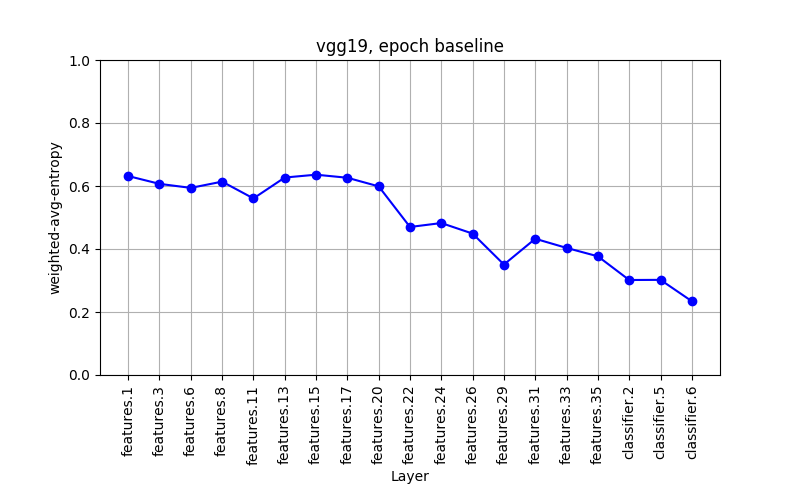 vgg19, epoch baseline
1.0
0.8
0.6
0.4
0.2
0.0
weighted-avg-entropy
features.1
features.3
features.6
features.8
features.11
features.13
features.15
features.17
features.20
features.22
features.24
features.26
features.29
features.31
features.33
features.35
classifier.2
classifier.5
classifier.6
Layer